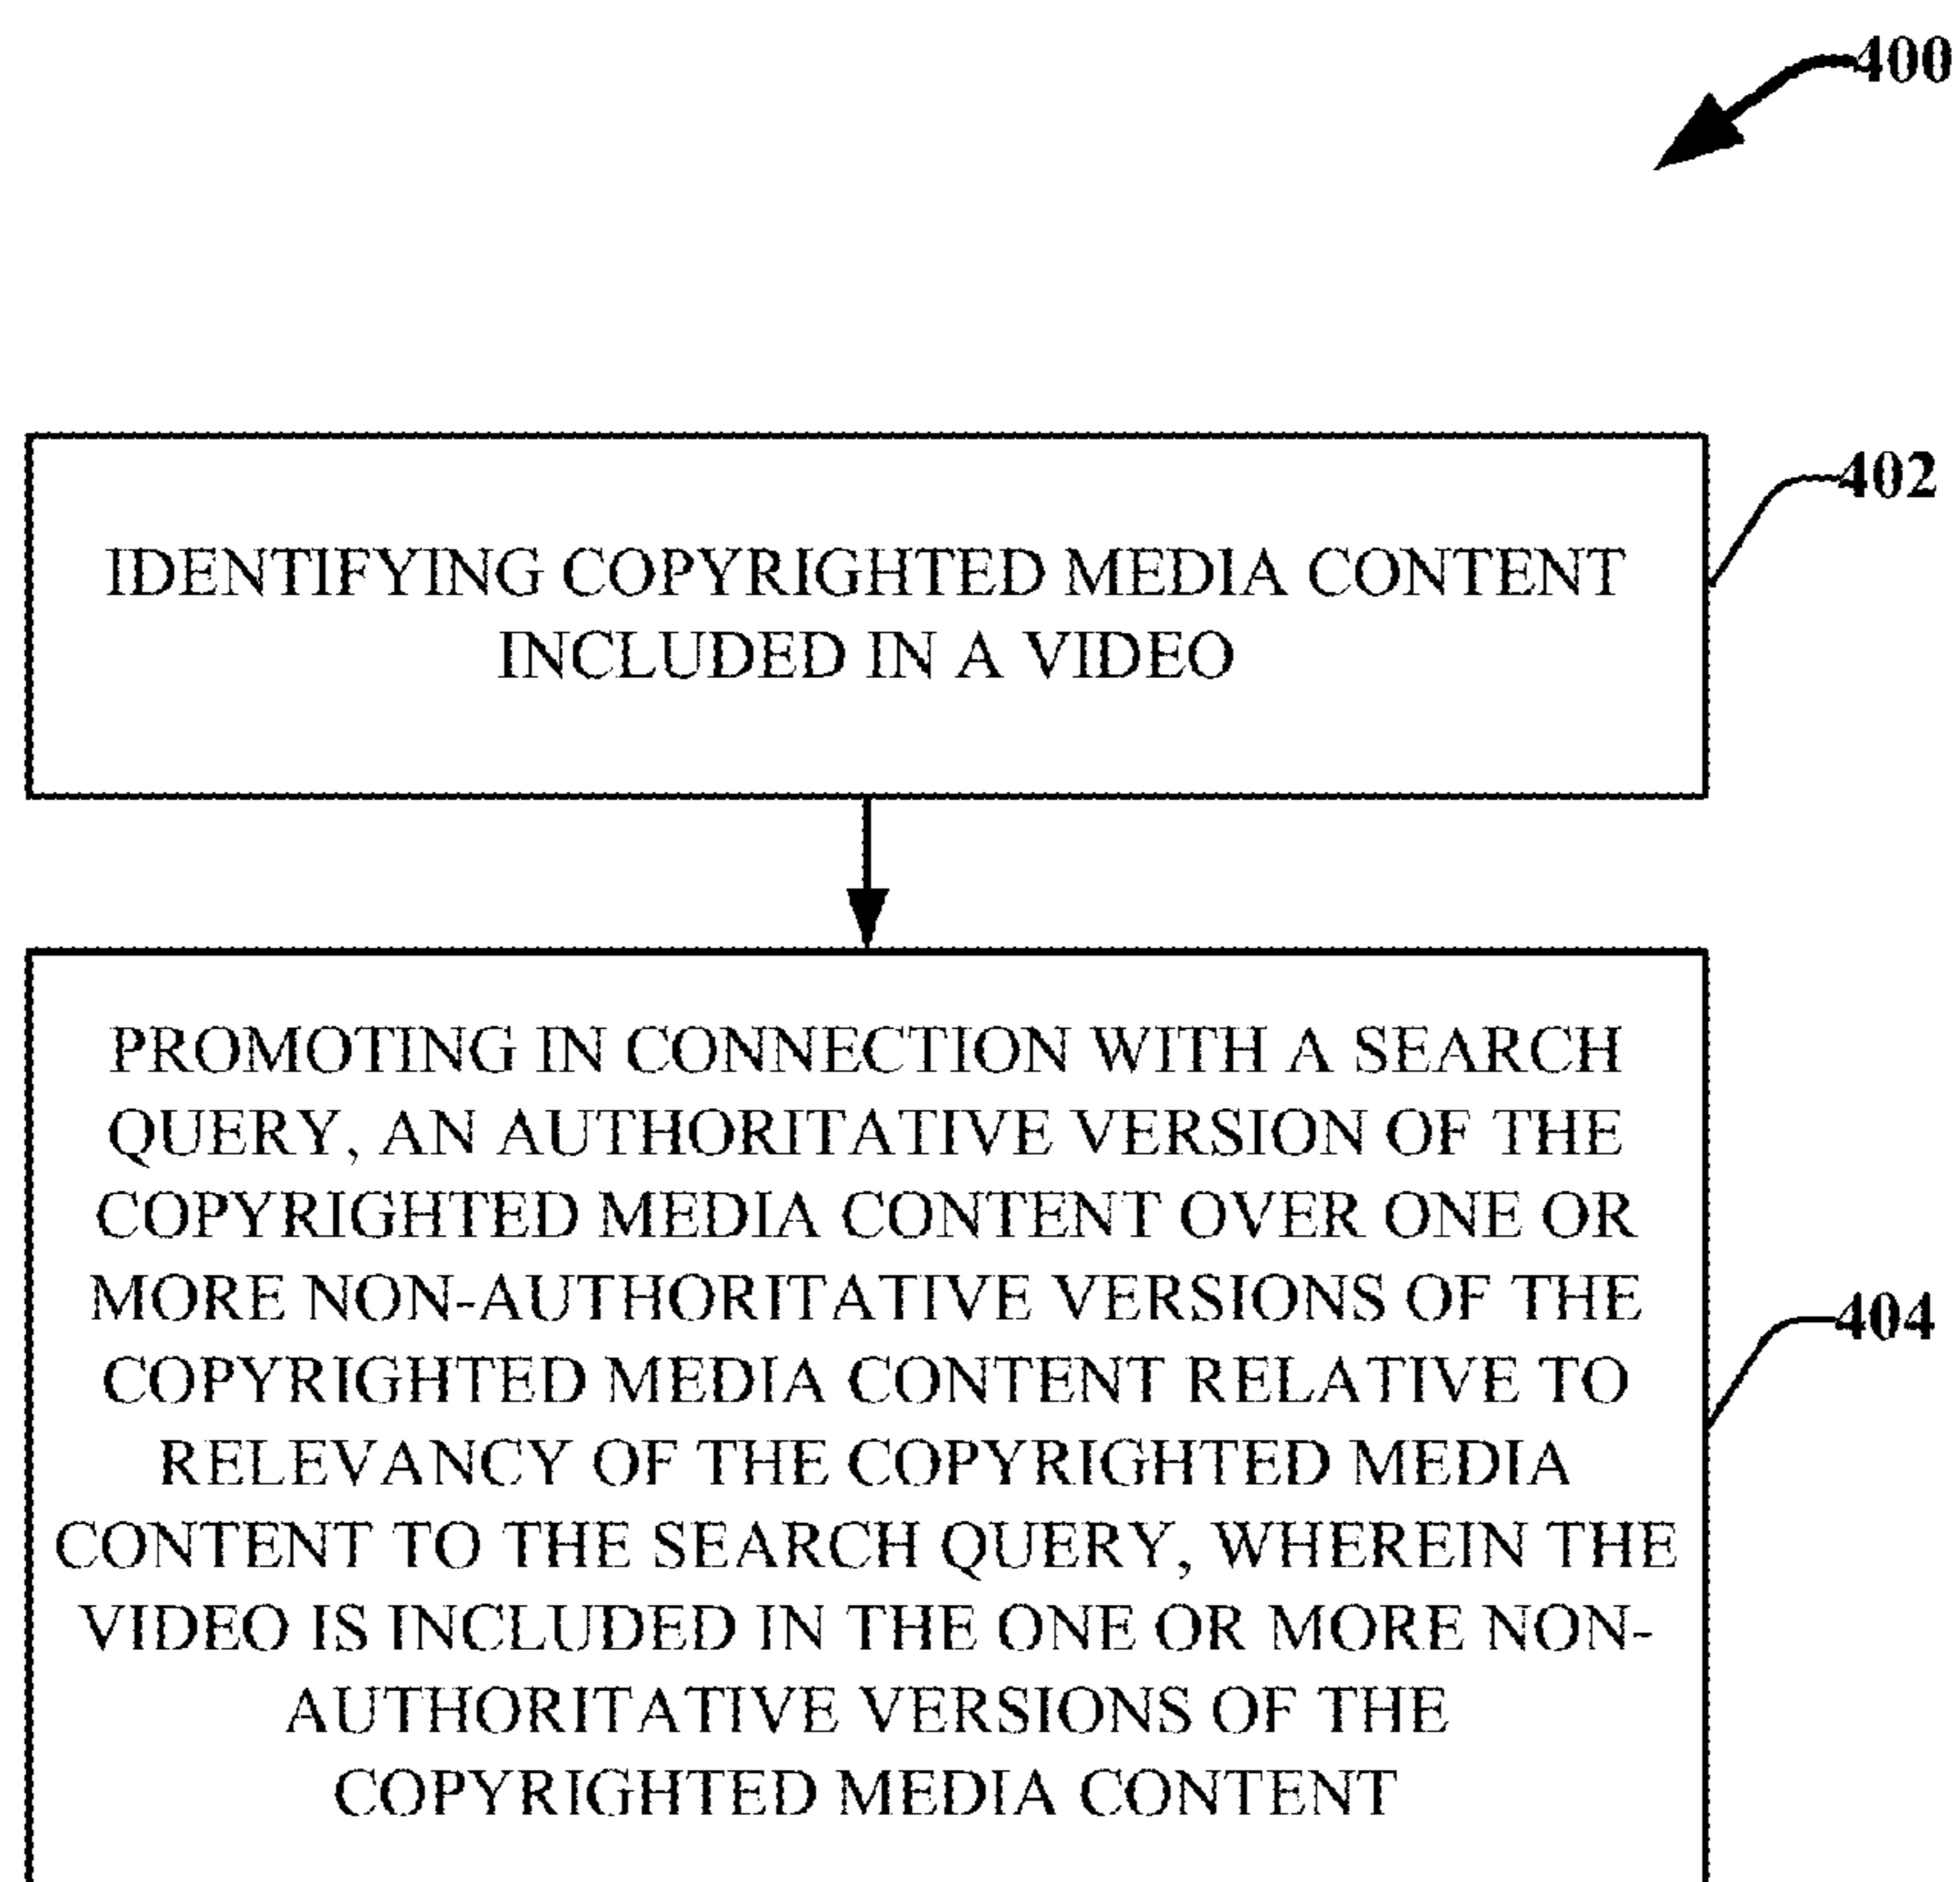 400
402
IDENTIFYING COPYRIGHTED MEDIA CONTENT
INCLUDED IN A VIDEO
PROMOTING IN CONNECTION WITH A SEARCH
QUERY, AN AUTHORITATIVE VERSION OF THE
COPYRIGHTED MEDIA CONTENT OVER ONE OR
MORE NON-AUTHORITATIVE VERSIONS OF THE
COPYRIGHTED MEDIA CONTENT RELATIVE TO
RELEVANCY OF THE COPYRIGHTED MEDIA
CONTENT TO THE SEARCH QUERY, WHEREIN THE
VIDEO IS INCLUDED IN THE ONE OR MORE NON-
AUTHORITATIVE VERSIONS OF THE
COPYRIGHTED MEDIA CONTENT
404